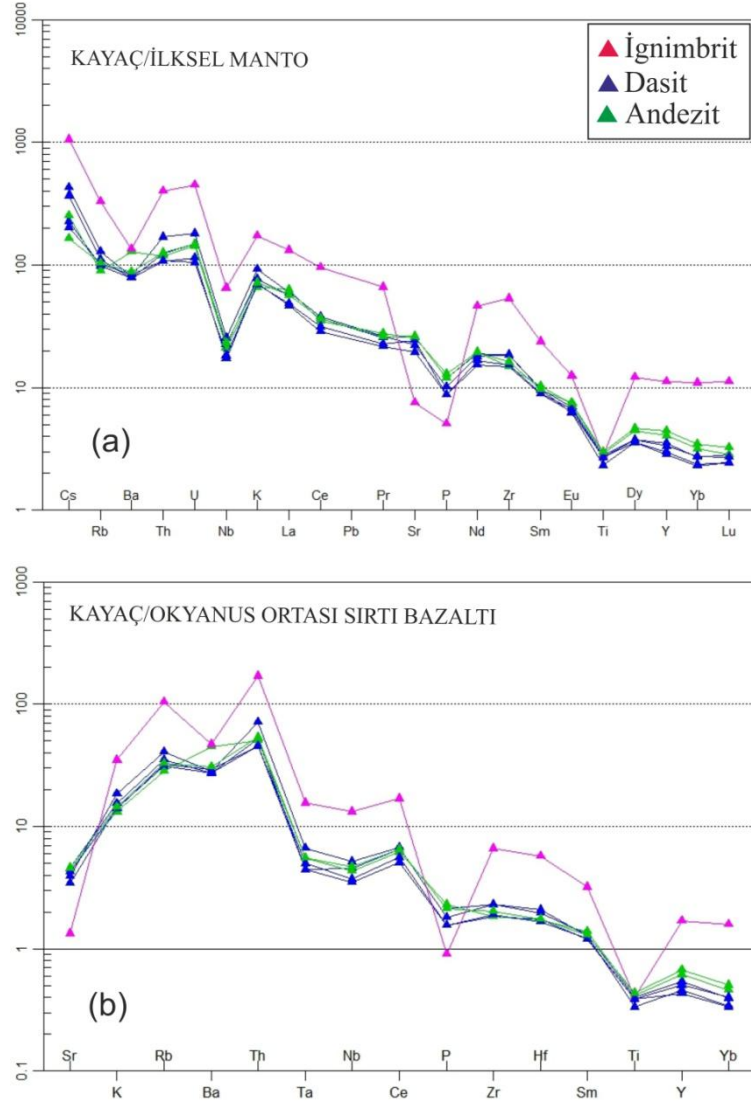 10000
KAYAÇ/İLKSEL MANTO
İgnimbrit
Dasit
Andezit
1000
100
10
(a)
Cs Ba Th U K Ce Pr P Zr Eu Dy Yb
Rb Th Nb La Pb Sr Nd Sm Ti Y Lu
1
1000
KAYAÇ/OKYANUS ORTASI SIRTI BAZALTI
100
10
1
(b)
Sr Rb Th Nb P Hf Ti Yb
K Ba Ta Ce Zr Sm Y
0.1